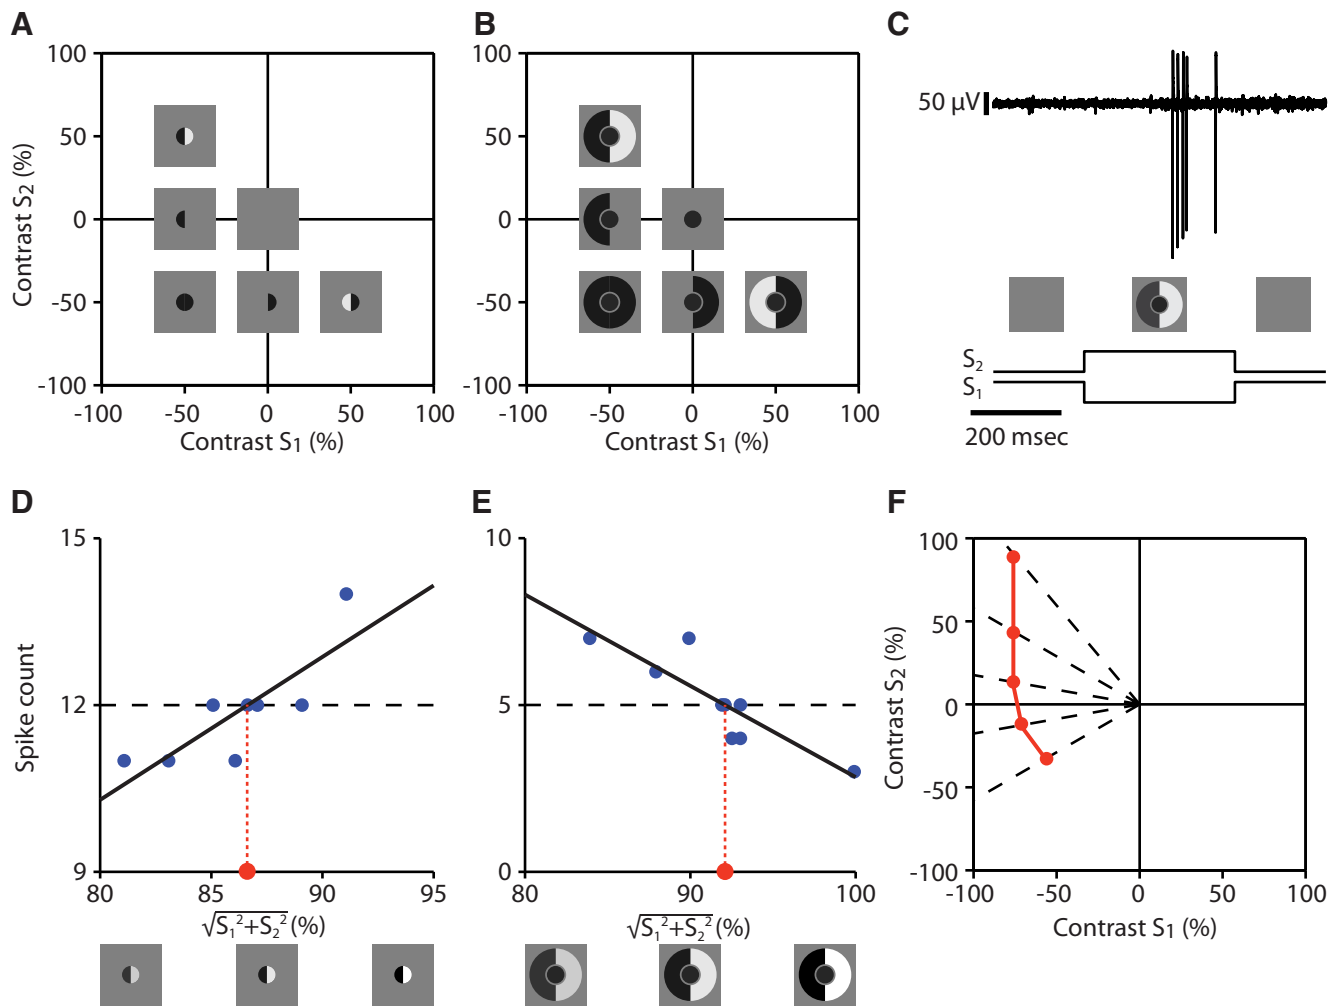 A
100
50
0
-50
-100
Contrast S2 (%)
-100 -50 0 50 100
Contrast S1 (%)
B
100
50
0
-50
-100
-100 -50 0 50 100
Contrast S1 (%)
C
50 µV
S2
S1
200 msec
D
15
12
9
Spike count
80 85 90 95
√S1²+S2² (%)
E
10
5
0
80 90 100
√S1²+S2² (%)
F
100
50
0
-50
-100
Contrast S2 (%)
-100 -50 0 50 100
Contrast S1 (%)